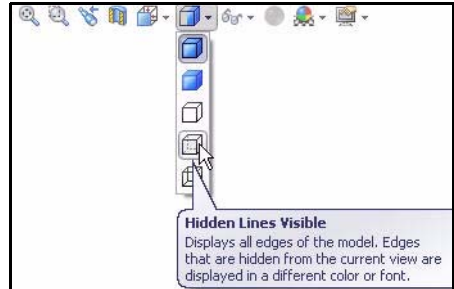 Hidden Lines Visible
Displays all edges of the model. Edges
that are hidden from the current view are
displayed in a different color or font.